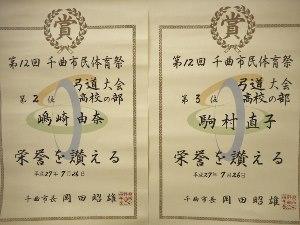 賞
第12回 千曲市民体育祭
弓道大会
第2位 高校の部
嶋崎由奈
栄誉を讃える
平成27年7月26日
千曲市長 岡田昭雄
賞
第12回 千曲市民体育祭
弓道大会
第3位 高校の部
駒村直子
栄誉を讃える
平成27年7月26日
千曲市長 岡田昭雄